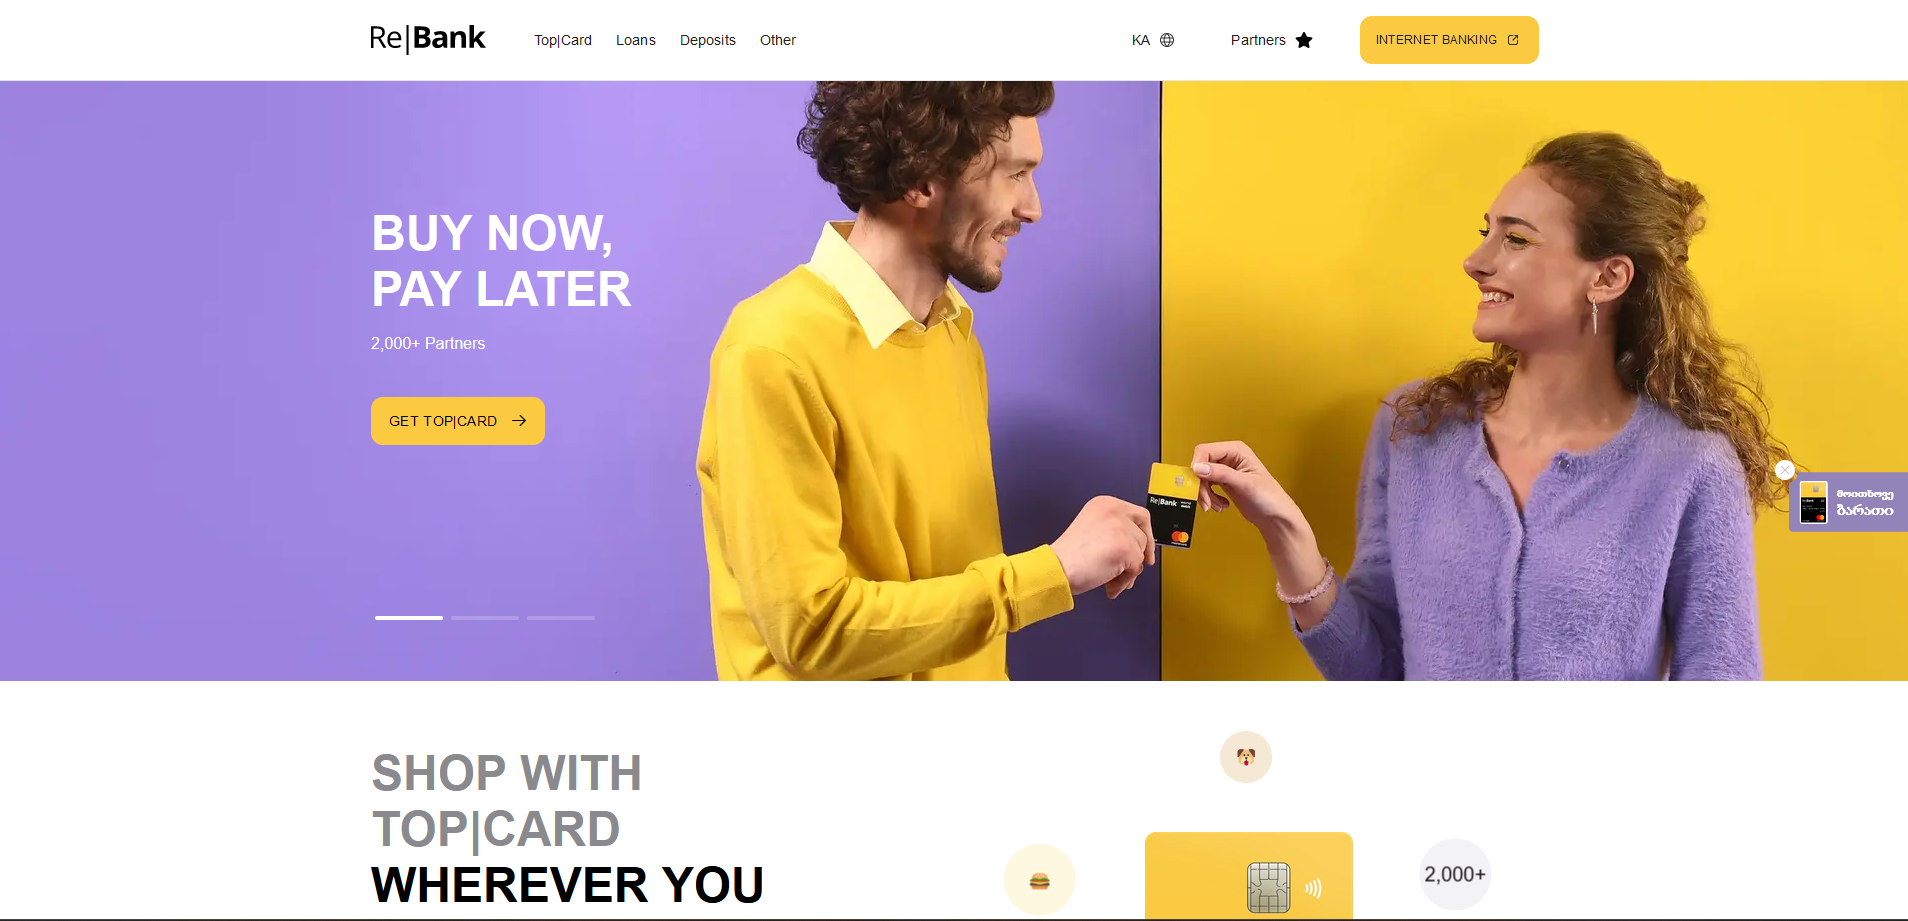 Re|Bank
Top|Card
Loans
Deposits
Other
KA
Partners
INTERNET BANKING
BUY NOW,
PAY LATER
2,000+ Partners
GET TOP|CARD
Re|Bank
მოითხოვე
ბარათი
SHOP WITH
TOP|CARD
WHEREVER YOU
2,000+